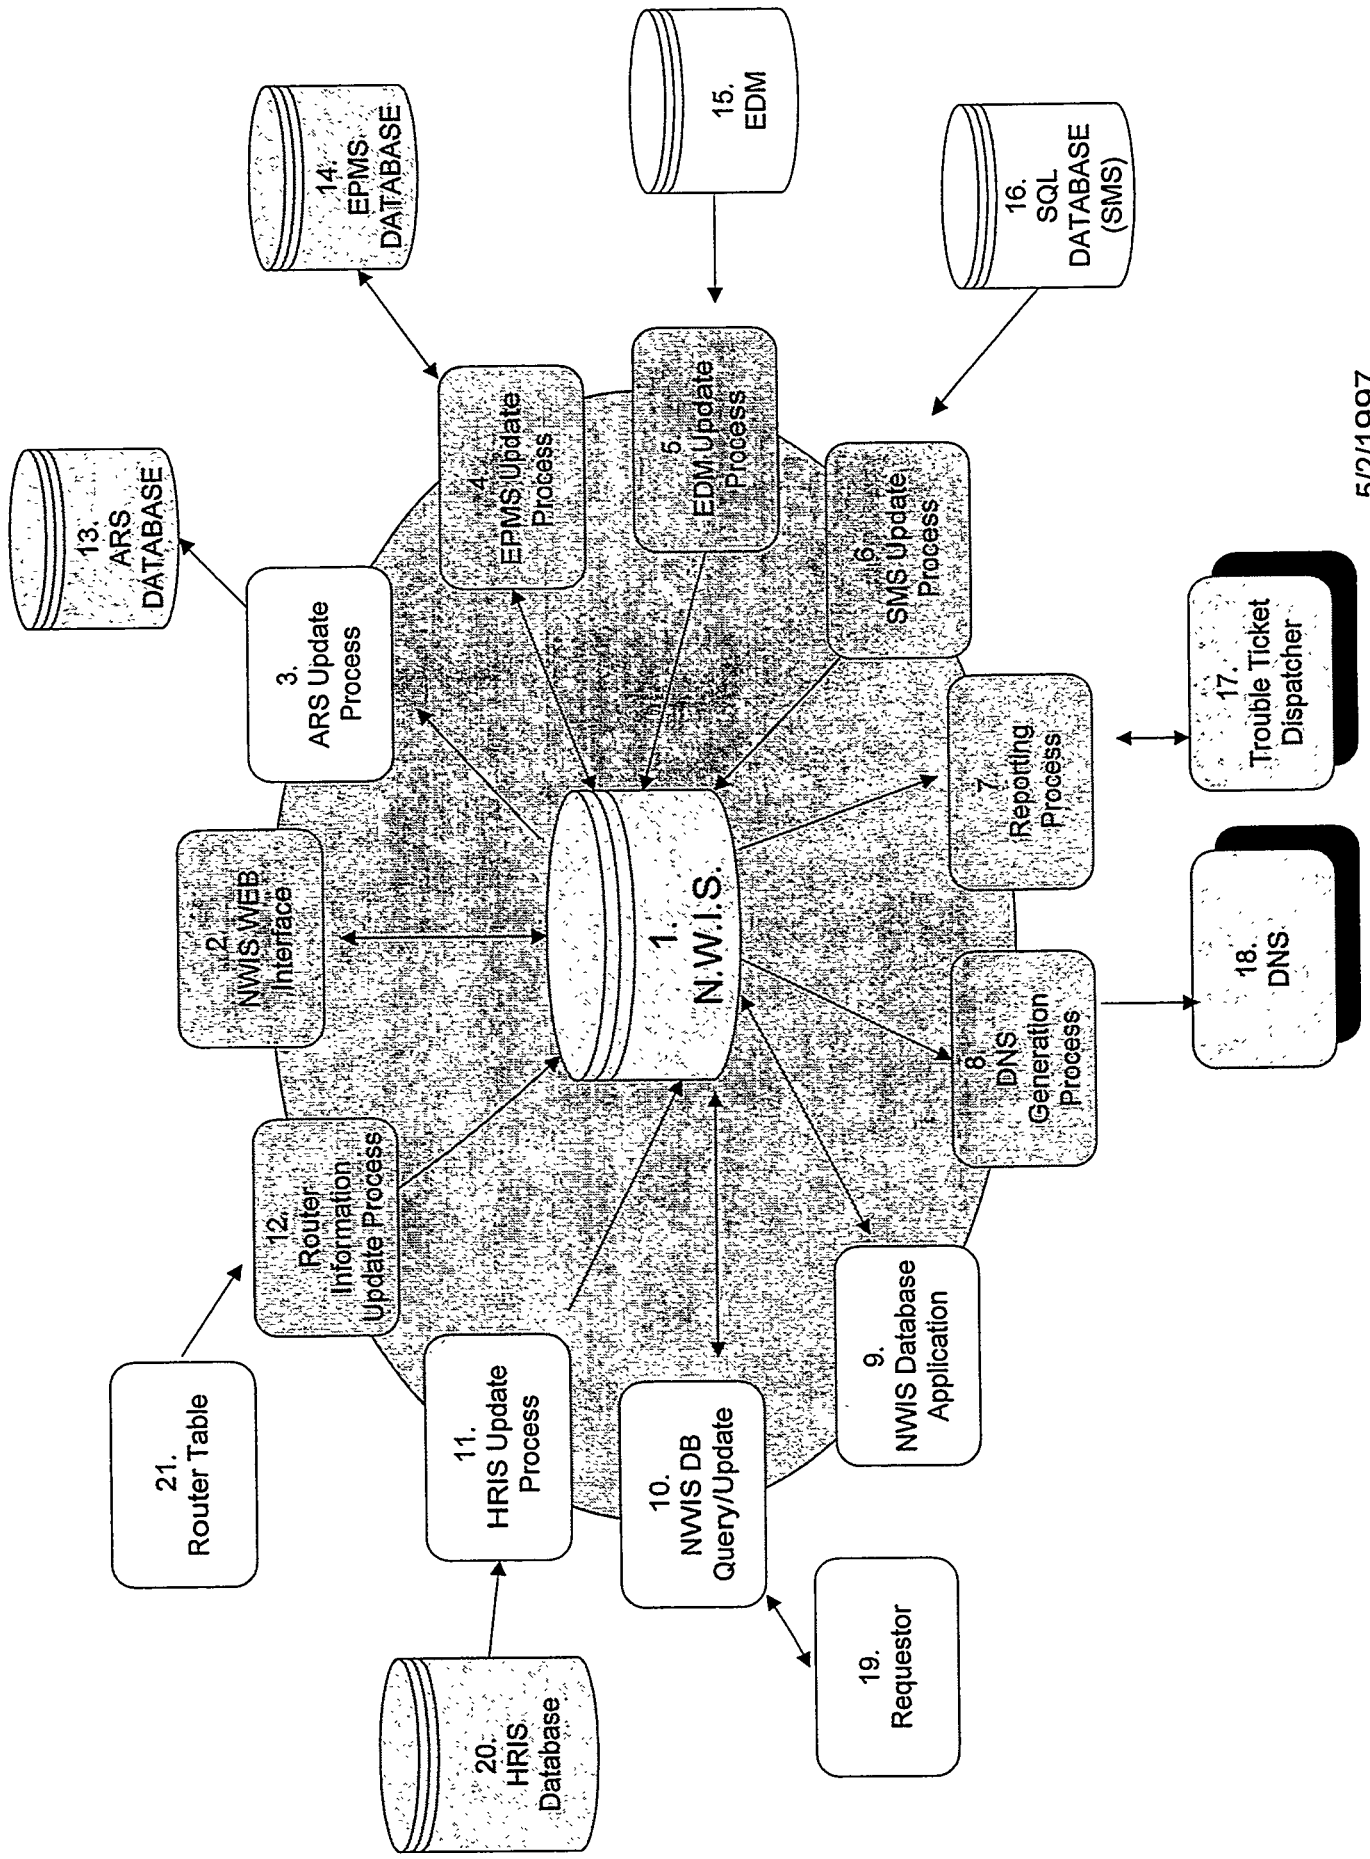 1.
N.W.I.S.
2.
NWIS WEB
Interface
3.
ARS Update
Process
4.
EPMS Update
Process
5.
EDM Update
Process
6.
SMS Update
Process
7.
Reporting
Process
8
DNS
Generation
Process
9.
NWIS Database
Application
10.
NWIS DB
Query/Update
11.
HRIS Update
Process
12.
Router
Information
Update Process
13.
ARS
DATABASE
14.
EPMS
DATABASE
15.
EDM
16.
SQL
DATABASE
(SMS)
17.
Trouble Ticket
Dispatcher
18.
DNS
19.
Requestor
20.
HRIS
Database
21.
Router Table
5/2/1997